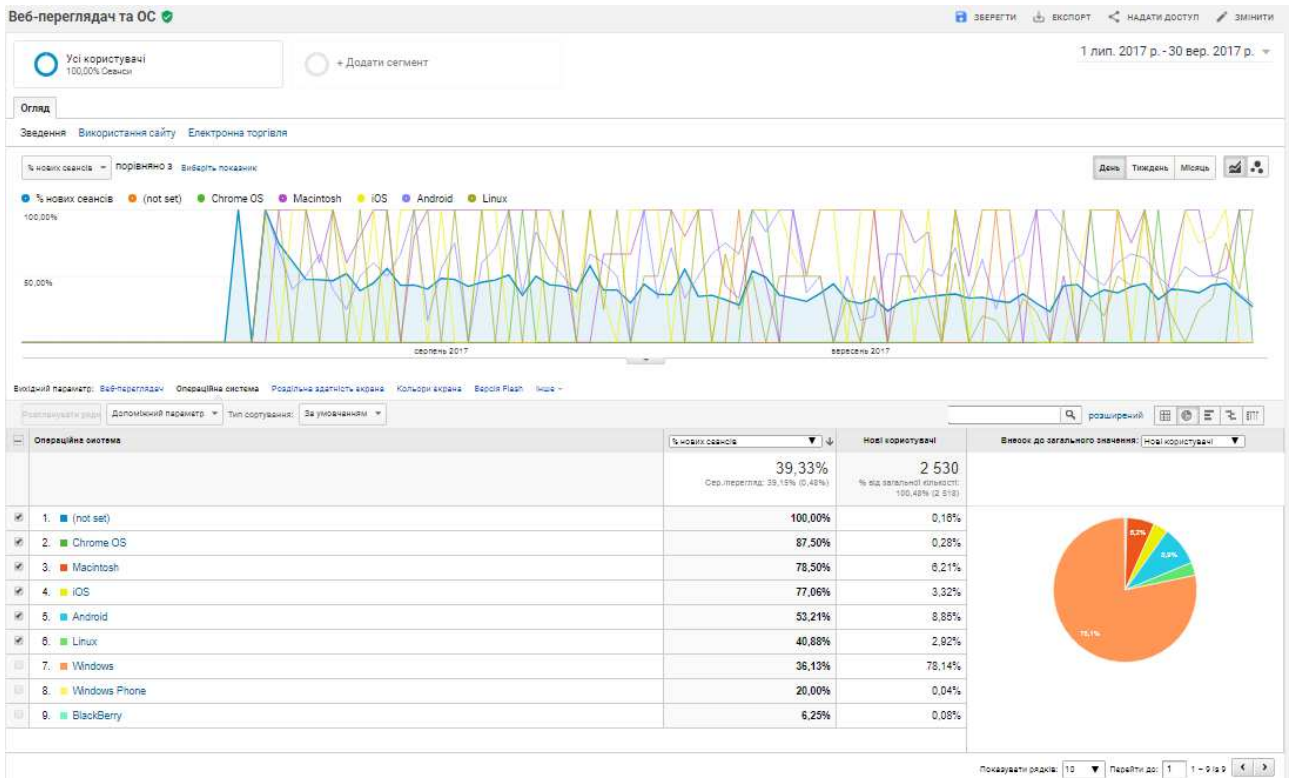 Веб-переглядач та ОС
ЗБЕРЕГТИ ЕКСПОРТ НАДАТИ ДОСТУП ЗМІНИТИ
Усі користувачі
100,00% Сеанси
+ Додати сегмент
1 лип. 2017 р. - 30 вер. 2017 р.
Огляд
Зведення Використання сайту Електронна торгівля
% нових сеансів порівняно з Виберіть показник
День Тиждень Місяць
% нових сеансів (not set) Chrome OS Macintosh iOS Android Linux
100,00%
50,00%
серпень 2017 вересень 2017
Вихідний параметр: Веб-переглядач Операційна система Роздільна здатність екрана Кольори екрана Версія Flash Інше
Допоміжний параметр Тип сортування: За умовчанням
розширений
Операційна система % нових сеансів Нові користувачі Внесок до загального значення: Нові користувачі
39,33% 2 530
Сер./перегляд: 39,15% (0,48%) % від загальної кількості:
100,48% (2 518)
1. (not set) 100,00% 0,16%
2. Chrome OS 87,50% 0,28%
3. Macintosh 78,50% 6,21%
4. iOS 77,06% 3,32%
5. Android 53,21% 8,85%
6. Linux 40,88% 2,92%
7. Windows 36,13% 78,14%
8. Windows Phone 20,00% 0,04%
9. BlackBerry 6,25% 0,08%
6,2%
8,9%
78,1%
Показувати рядків: 10 Перейти до: 1 1 – 9 із 9